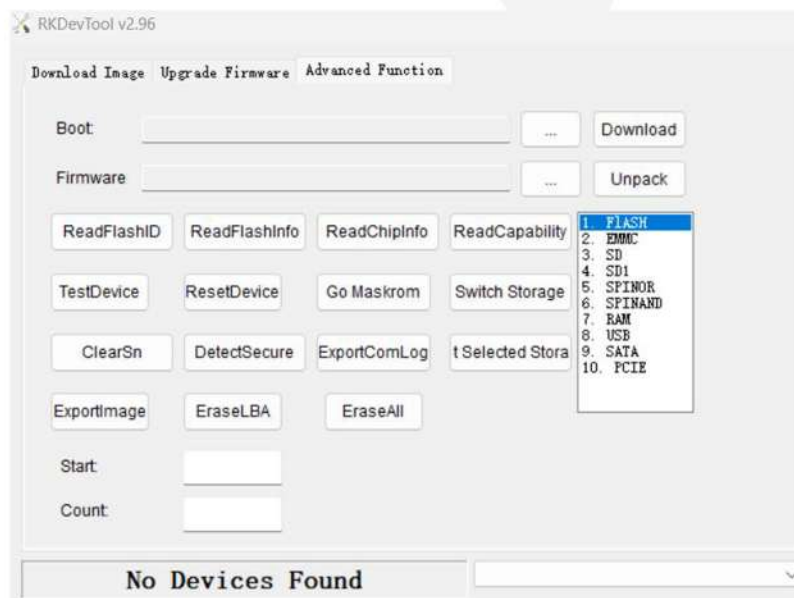 RKDevTool v2.96
Download Image Upgrade Firmware Advanced Function
Boot: ... Download
Firmware ... Unpack
ReadFlashID ReadFlashInfo ReadChipInfo ReadCapability
TestDevice ResetDevice Go Maskrom Switch Storage
ClearSn DetectSecure ExportComLog t Selected Stora
ExportImage EraseLBA EraseAll
1. FlASH
2. EMMC
3. SD
4. SD1
5. SPINOR
6. SPINAND
7. RAM
8. USB
9. SATA
10. PCIE
Start:
Count:
No Devices Found